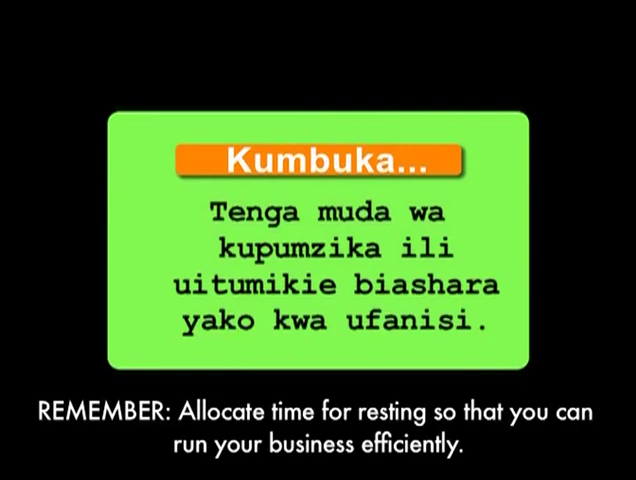 Kumbuka...
Tenga muda wa
kupumzika ili
uitumikie biashara
yako kwa ufanisi.
REMEMBER: Allocate time for resting so that you can
run your business efficiently.